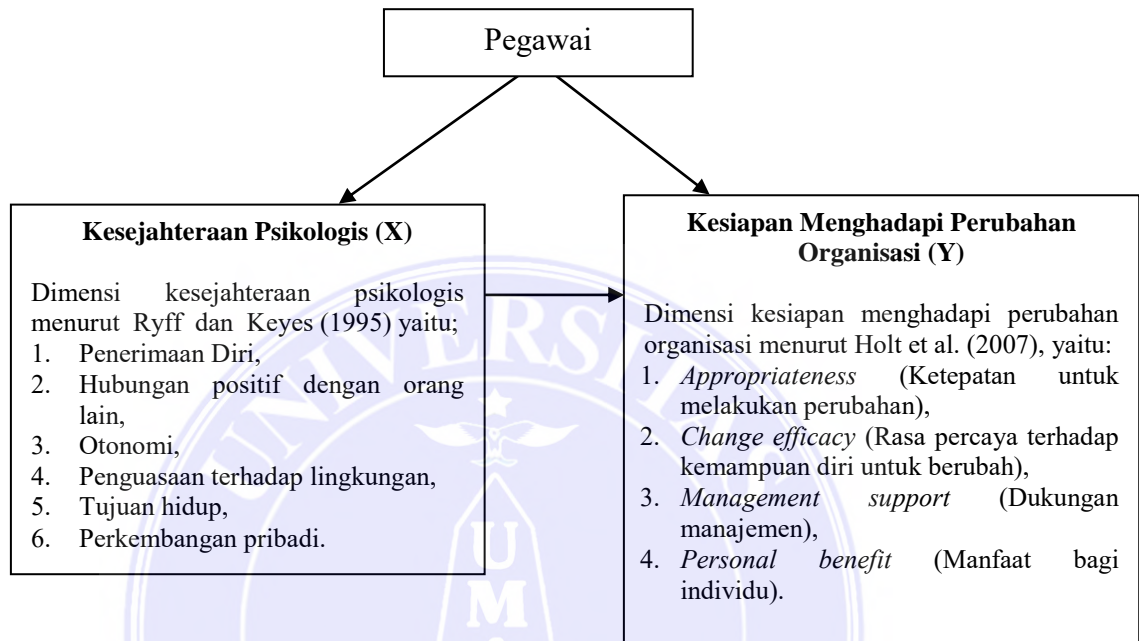 Pegawai
Kesejahteraan Psikologis (X)
Dimensi kesejahteraan psikologis
menurut Ryff dan Keyes (1995) yaitu;
1. Penerimaan Diri,
2. Hubungan positif dengan orang
lain,
3. Otonomi,
4. Penguasaan terhadap lingkungan,
5. Tujuan hidup,
6. Perkembangan pribadi.
Kesiapan Menghadapi Perubahan
Organisasi (Y)
Dimensi kesiapan menghadapi perubahan
organisasi menurut Holt et al. (2007), yaitu:
1. Appropriateness (Ketepatan untuk
melakukan perubahan),
2. Change efficacy (Rasa percaya terhadap
kemampuan diri untuk berubah),
3. Management support (Dukungan
manajemen),
4. Personal benefit (Manfaat bagi
individu).
UNIVERSITAS
U
M